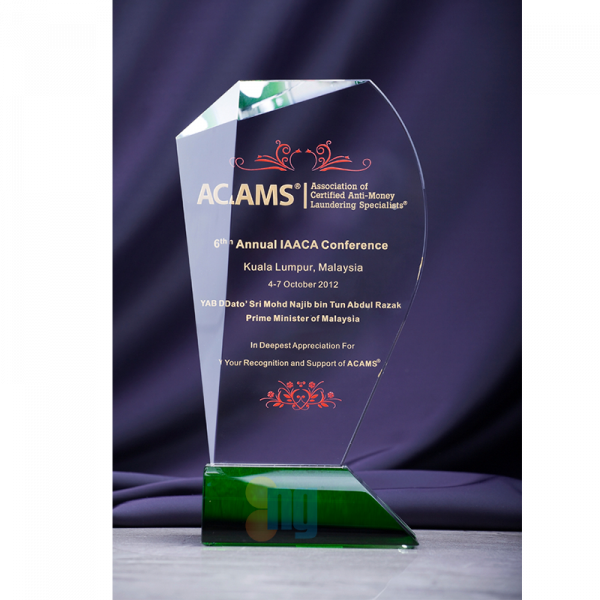 ACAMS® | Association of
Certified Anti-Money
Laundering Specialists®
6th Annual IAACA Conference
Kuala Lumpur, Malaysia
4-7 October 2012
YAB Dato' Sri Mohd Najib bin Tun Abdul Razak
Prime Minister of Malaysia
In Deepest Appreciation For
Your Recognition and Support of ACAMS®
ng